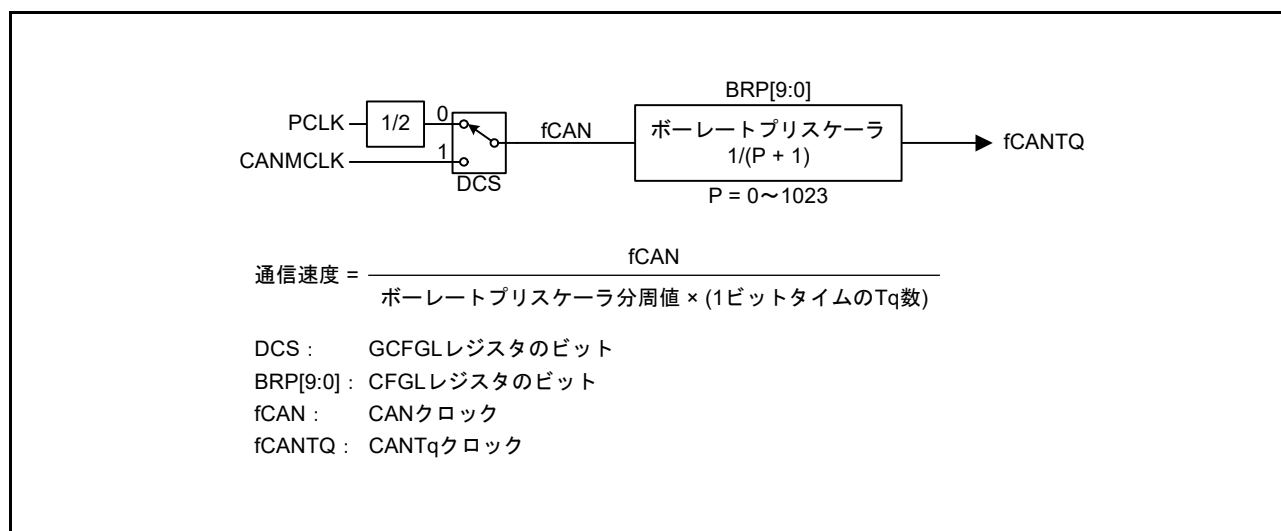 BRP[9:0]
PCLK
1/2
0
fCAN
ボーレートプリスケーラ
1/(P + 1)
fCANTQ
CANMCLK
1
DCS
P = 0～1023
通信速度 =
fCAN
ボーレートプリスケーラ分周値 × (1ビットタイムのTq数)
DCS : GCFGLレジスタのビット
BRP[9:0] : CFGLレジスタのビット
fCAN : CANクロック
fCANTQ : CANTqクロック